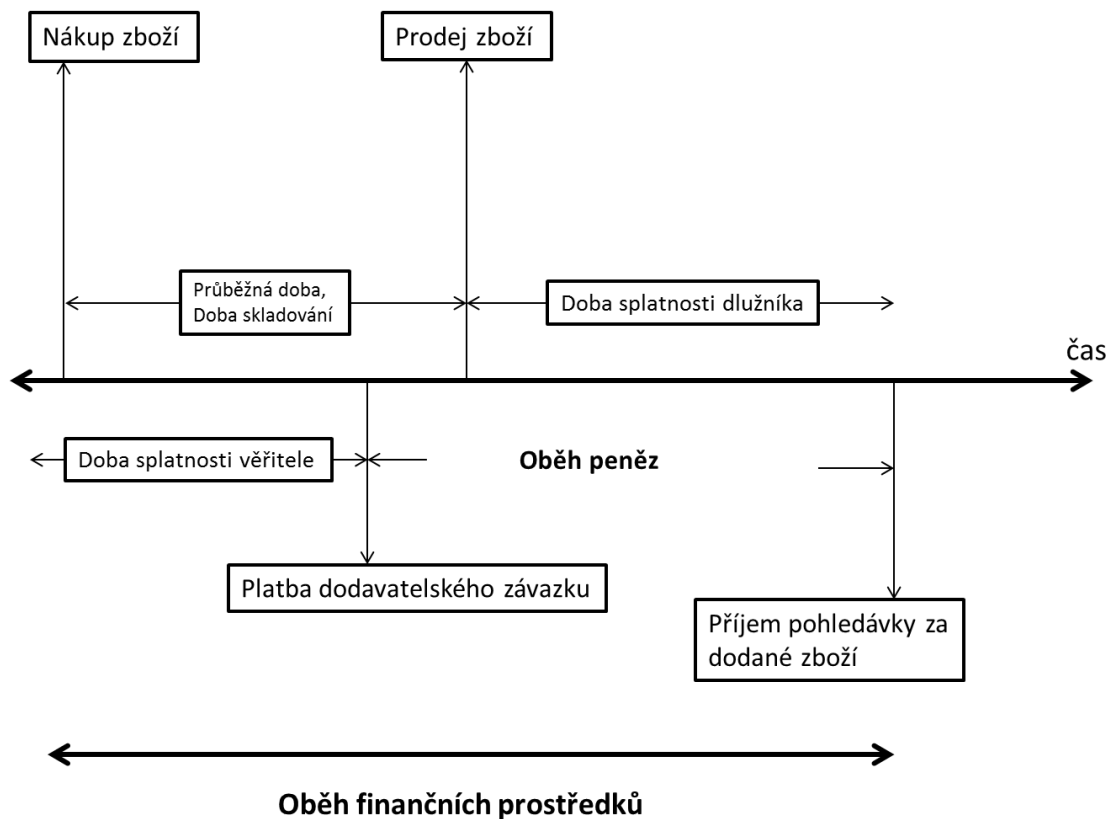 Nákup zboží
Prodej zboží
Průběžná doba,
Doba skladování
Doba splatnosti dlužníka
čas
Doba splatnosti věřitele
Oběh peněz
Platba dodavatelského závazku
Příjem pohledávky za
dodané zboží
Oběh finančních prostředků